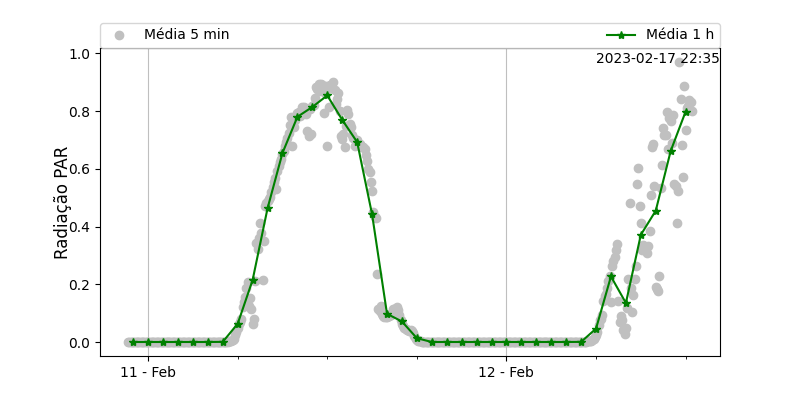 Média 5 min
Média 1 h
2023-02-17 22:35
1.0
0.8
0.6
0.4
0.2
0.0
Radiação PAR
11 - Feb
12 - Feb